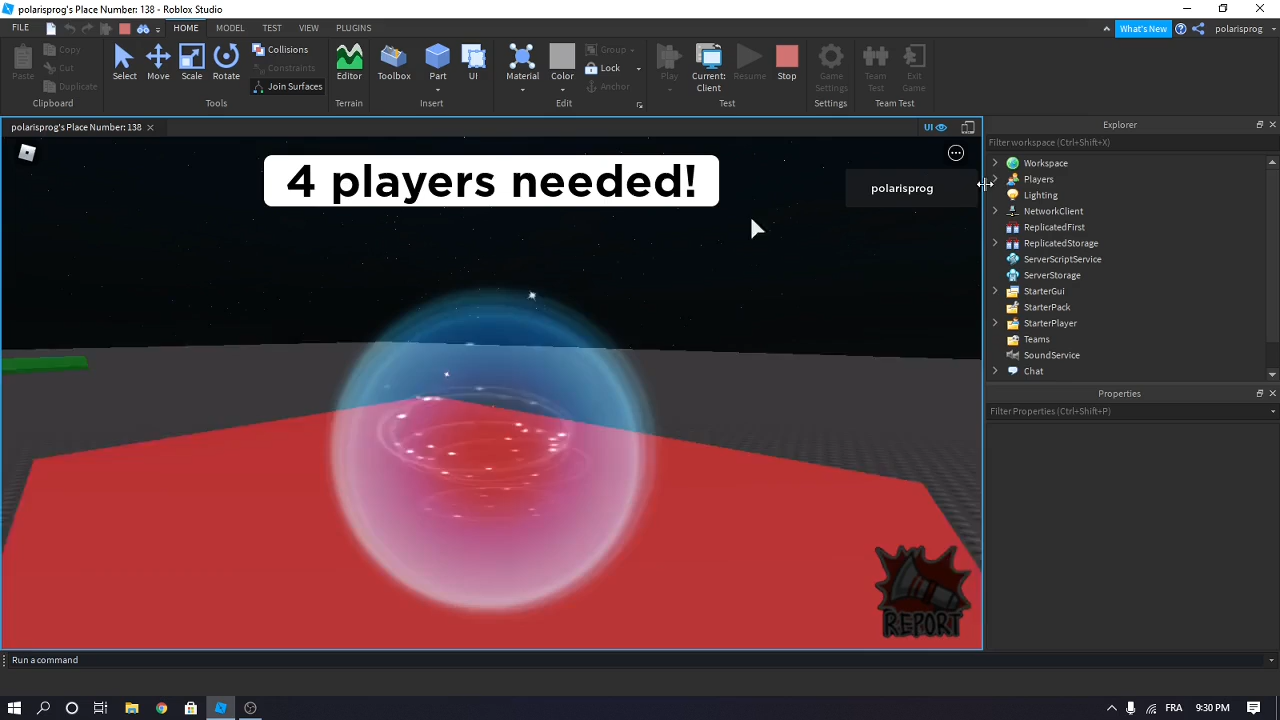 polarisprog's Place Number: 138 - Roblox Studio
FILE HOME MODEL TEST VIEW PLUGINS What's New polarisprog
Paste Copy Cut Duplicate Select Move Scale Rotate Collisions Constraints Join Surfaces Editor Toolbox Part UI Material Color Group Lock Anchor Play Current: Client Resume Stop Game Settings Team Test Exit Game
Clipboard Tools Terrain Insert Edit Test Settings Team Test
polarisprog's Place Number: 138 UI Explorer
Filter workspace (Ctrl+Shift+X)
4 players needed!
polarisprog
Workspace
Players
Lighting
NetworkClient
ReplicatedFirst
ReplicatedStorage
ServerScriptService
ServerStorage
StarterGui
StarterPack
StarterPlayer
Teams
SoundService
Chat
Properties
Filter Properties (Ctrl+Shift+P)
REPORT
Run a command
FRA 9:30 PM